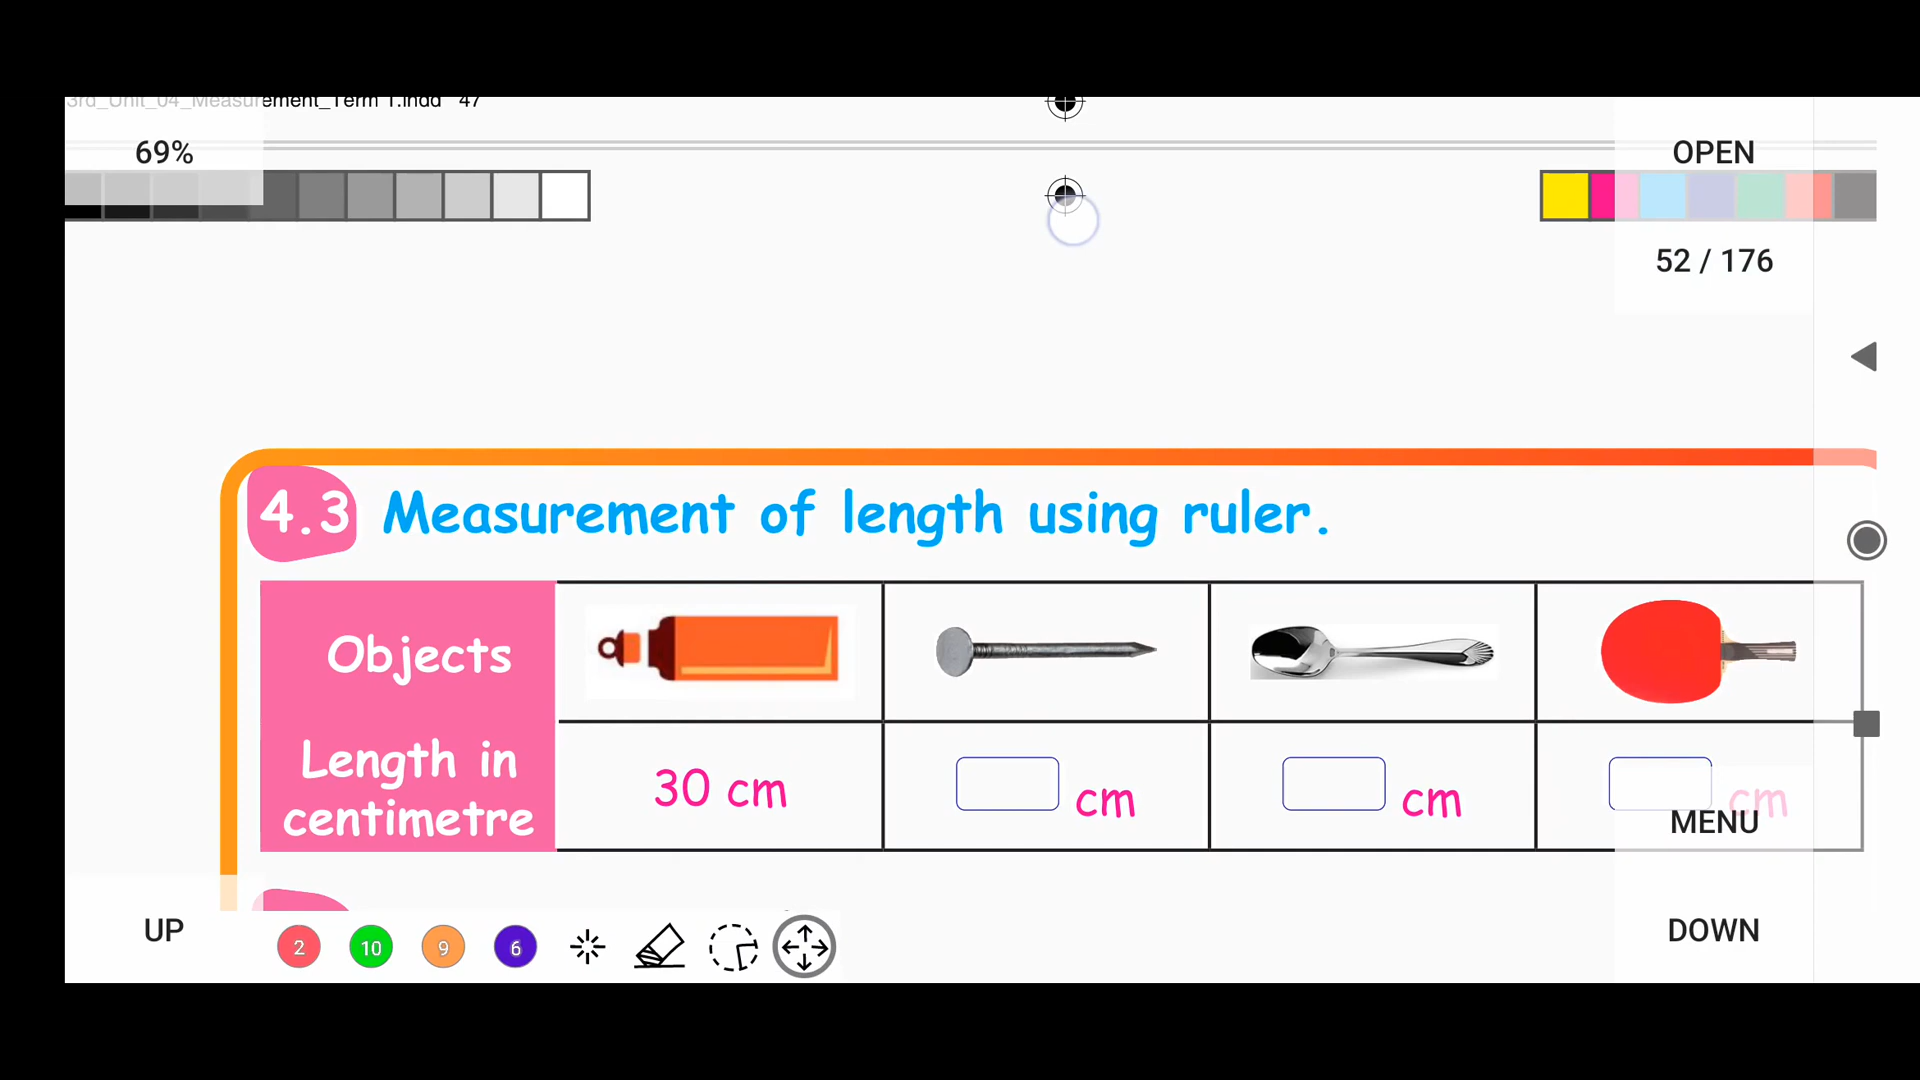 3rd_Unit_04_Measurement_Term 1.indd 47
69%
OPEN
52 / 176
4.3 Measurement of length using ruler.
Objects
Length in
centimetre
30 cm
cm
cm
cm
MENU
UP
2
10
9
6
DOWN